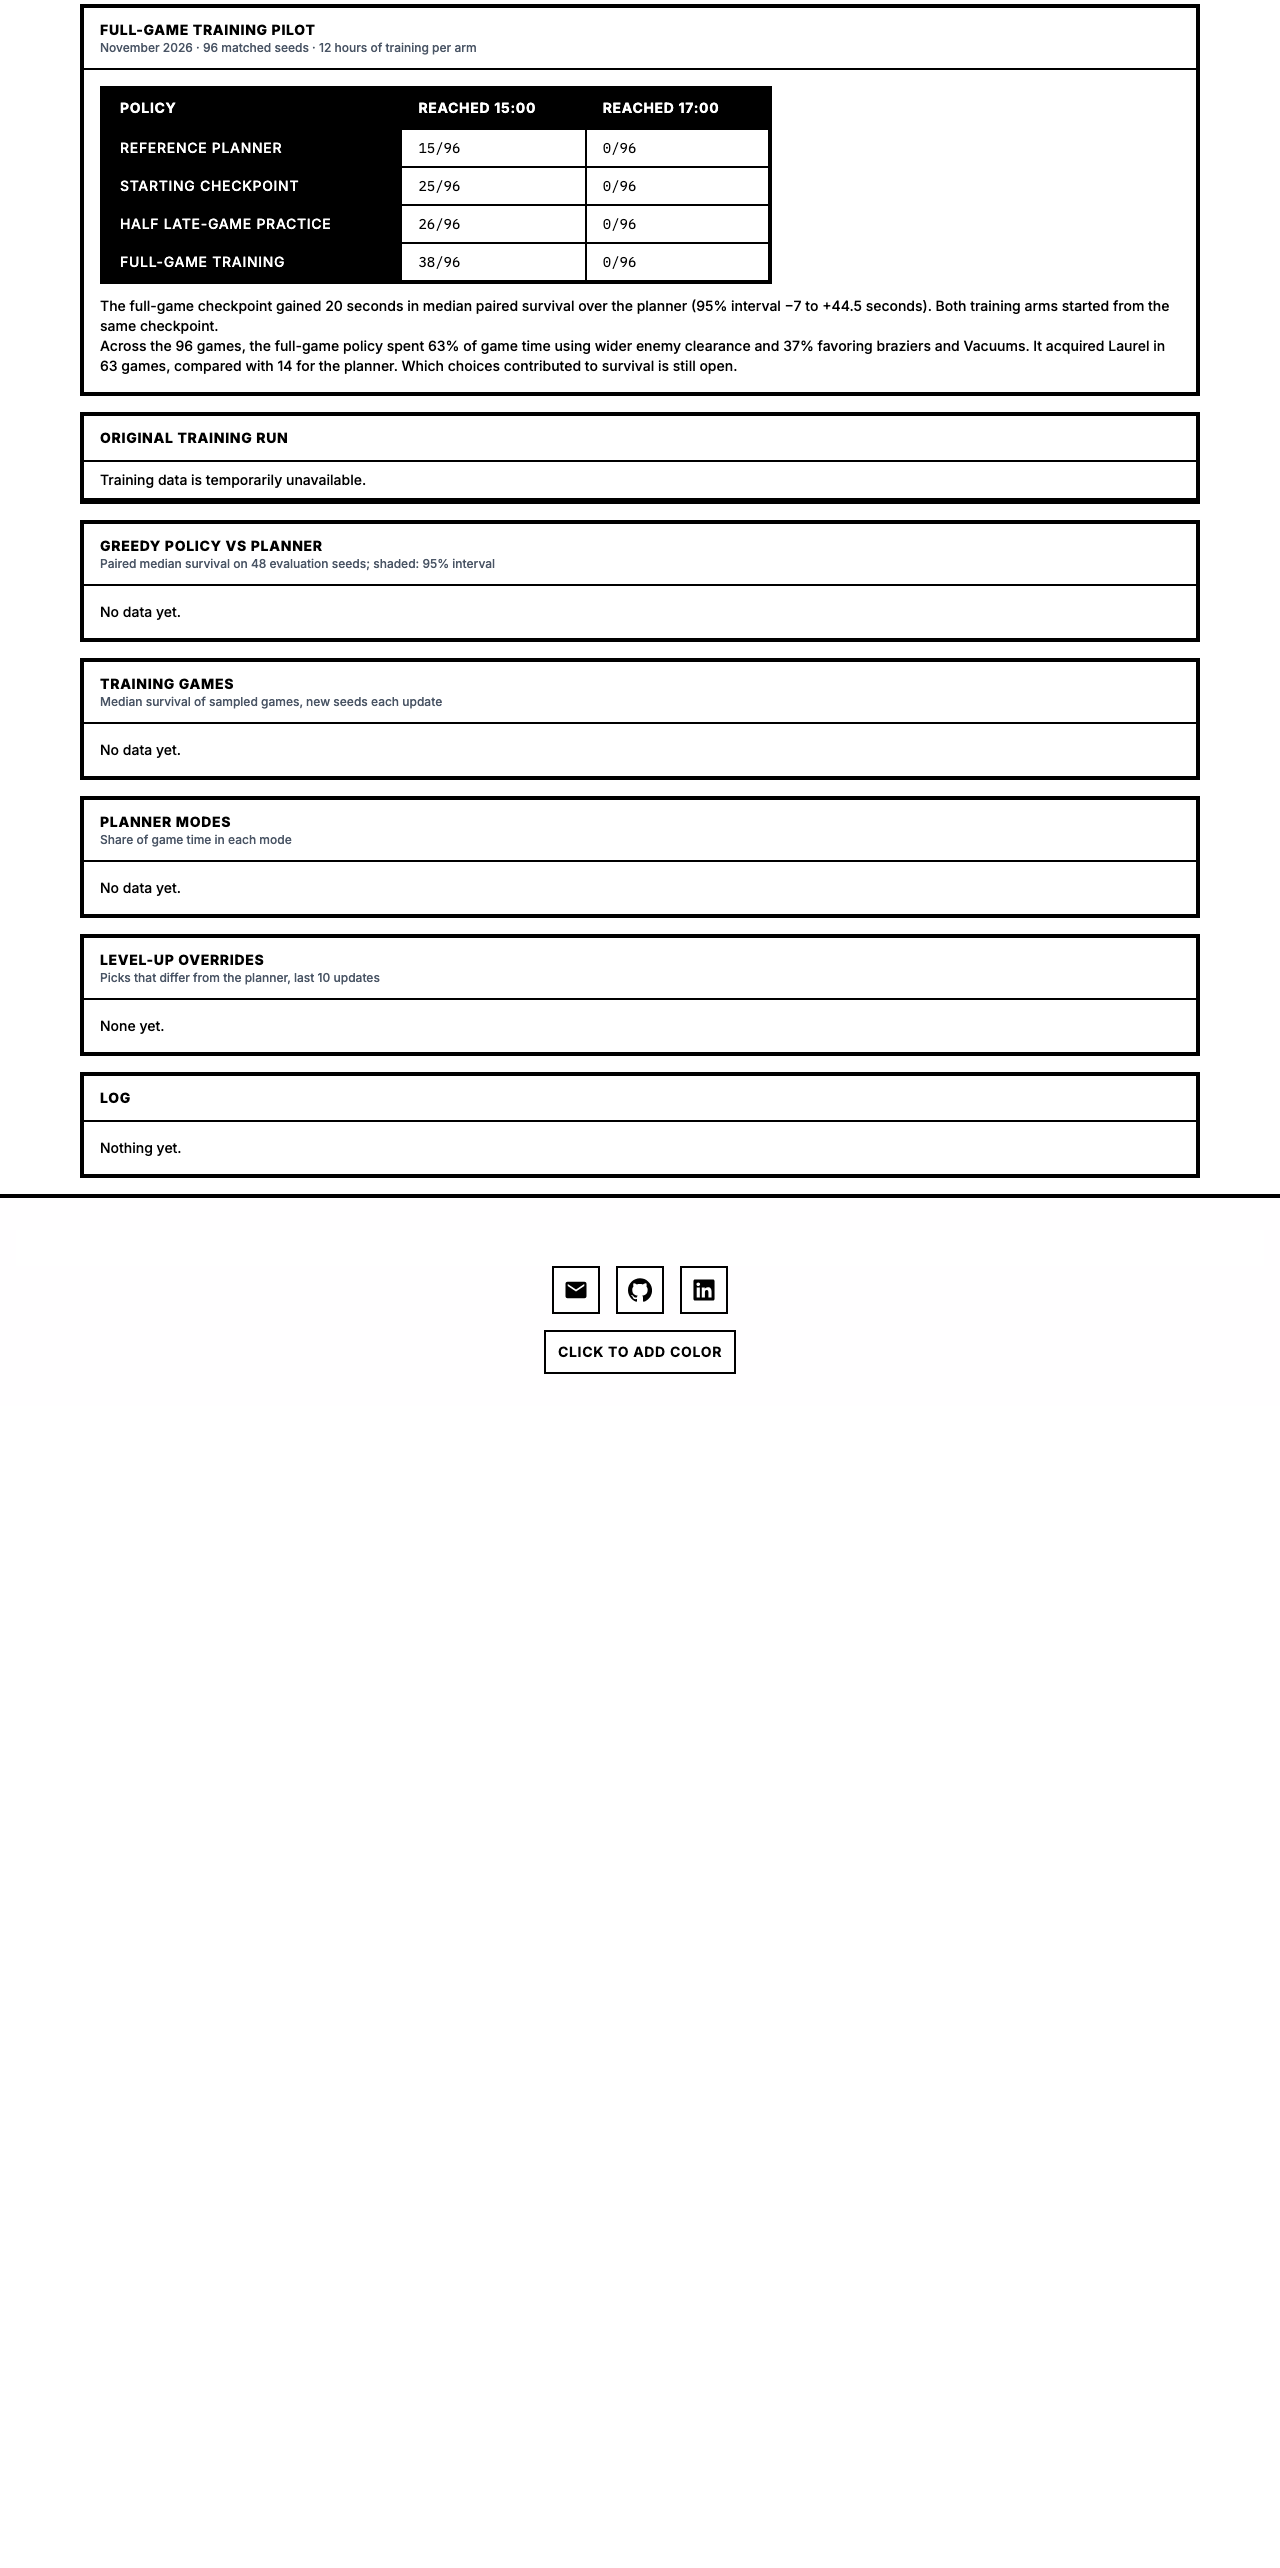 FULL-GAME TRAINING PILOT
November 2026 · 96 matched seeds · 12 hours of training per arm
POLICY REACHED 15:00 REACHED 17:00
REFERENCE PLANNER 15/96 0/96
STARTING CHECKPOINT 25/96 0/96
HALF LATE-GAME PRACTICE 26/96 0/96
FULL-GAME TRAINING 38/96 0/96
The full-game checkpoint gained 20 seconds in median paired survival over the planner (95% interval −7 to +44.5 seconds). Both training arms started from the
same checkpoint.
Across the 96 games, the full-game policy spent 63% of game time using wider enemy clearance and 37% favoring braziers and Vacuums. It acquired Laurel in
63 games, compared with 14 for the planner. Which choices contributed to survival is still open.
ORIGINAL TRAINING RUN
Training data is temporarily unavailable.
GREEDY POLICY VS PLANNER
Paired median survival on 48 evaluation seeds; shaded: 95% interval
No data yet.
TRAINING GAMES
Median survival of sampled games, new seeds each update
No data yet.
PLANNER MODES
Share of game time in each mode
No data yet.
LEVEL-UP OVERRIDES
Picks that differ from the planner, last 10 updates
None yet.
LOG
Nothing yet.
in
CLICK TO ADD COLOR